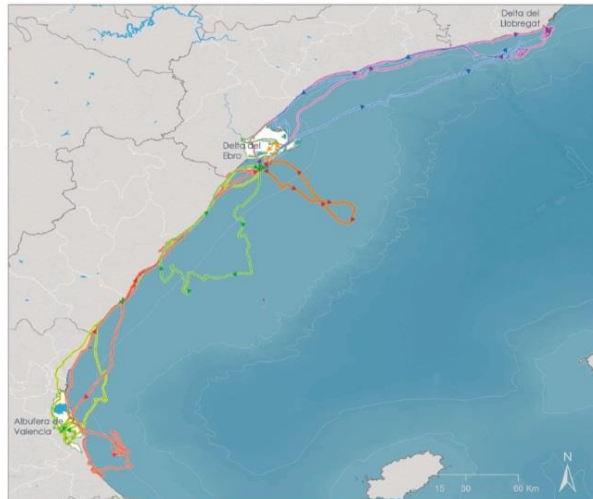 Delta del
Llobregat
Delta del
Ebro
Albufera de
Valencia
N
15 30 60 Km